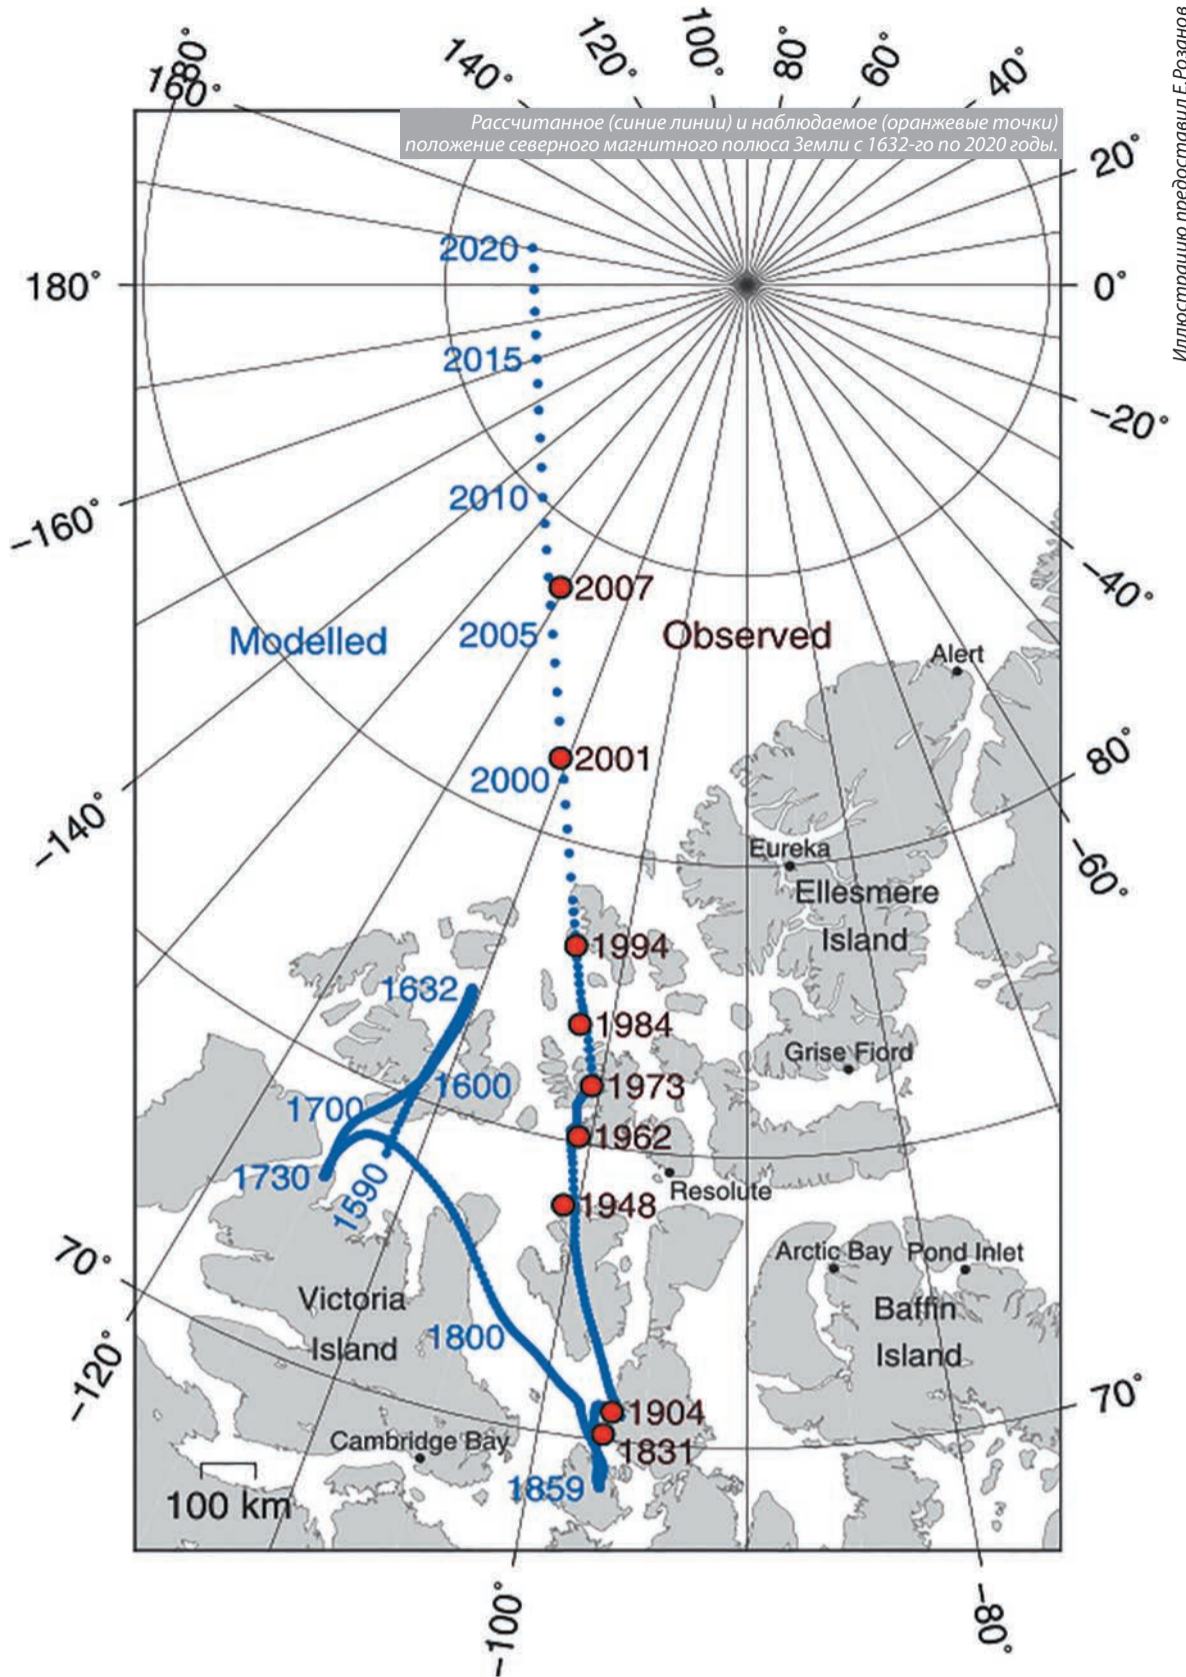 180°
160°
140°
120°
100°
80°
60°
40°
Иллюстрацию предоставил Е.Розанов
Рассчитанное (синие линии) и наблюдаемое (оранжевые точки)
положение северного магнитного полюса Земли с 1632-го по 2020 годы.
20°
2020
180°
0°
2015
−20°
2010
−160°
−40°
2007
2005
Modelled
Observed
Alert
2001
2000
80°
−140°
−60°
Eureka
Ellesmere
Island
1994
1632
1984
Grise Fiord
1600
1973
1700
1962
1730
1590
Resolute
1948
70°
Arctic Bay
Pond Inlet
Victoria
Island
Baffin
Island
1800
−120°
70°
1904
Cambridge Bay
1831
1859
100 km
−100°
−80°